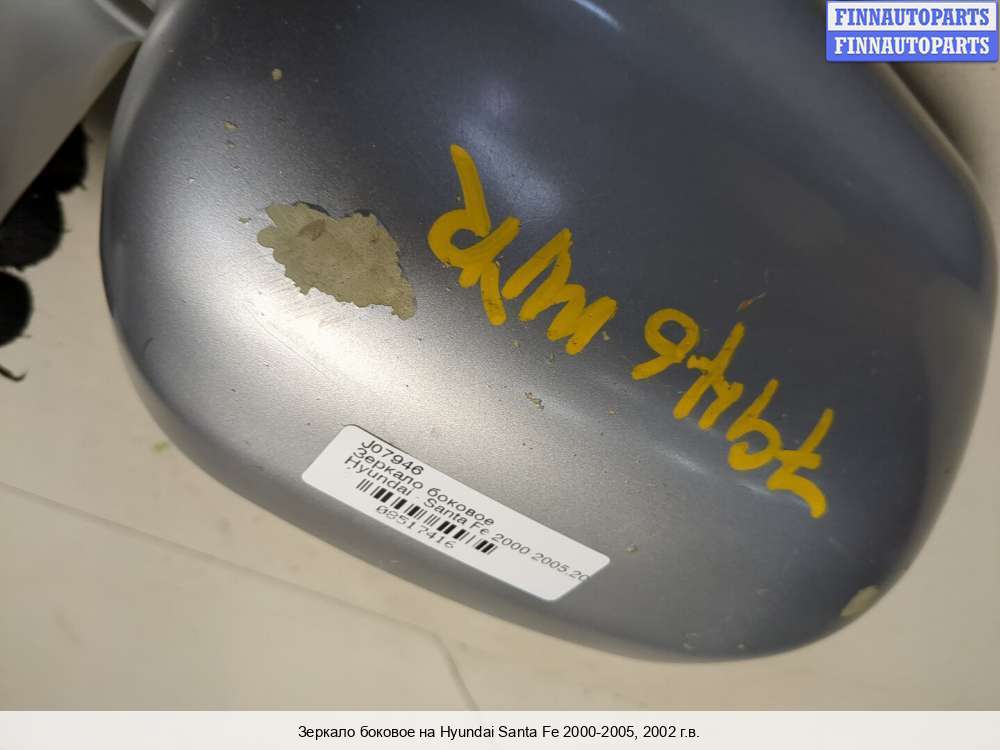 FINNAUTOPARTS
FINNAUTOPARTS
7946
J07946
Зеркало боковое
Hyundai - Santa Fe 2000 2005,20
08517416
Зеркало боковое на Hyundai Santa Fe 2000-2005, 2002 г.в.